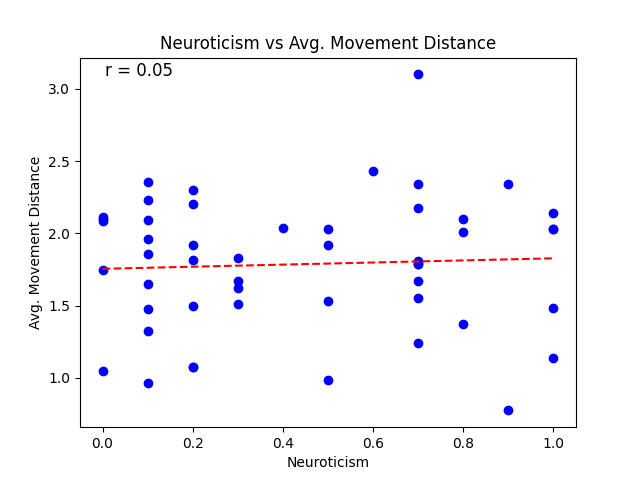 Neuroticism vs Avg. Movement Distance
r = 0.05
3.0
2.5
2.0
1.5
1.0
Avg. Movement Distance
0.0 0.2 0.4 0.6 0.8 1.0
Neuroticism